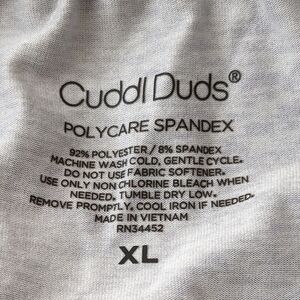 Cuddl Duds®
POLYCARE SPANDEX
92% POLYESTER / 8% SPANDEX
MACHINE WASH COLD, GENTLE CYCLE.
DO NOT USE FABRIC SOFTENER.
USE ONLY NON CHLORINE BLEACH WHEN
NEEDED. TUMBLE DRY LOW.
REMOVE PROMPTLY, COOL IRON IF NEEDED.
MADE IN VIETNAM
RN34452
XL